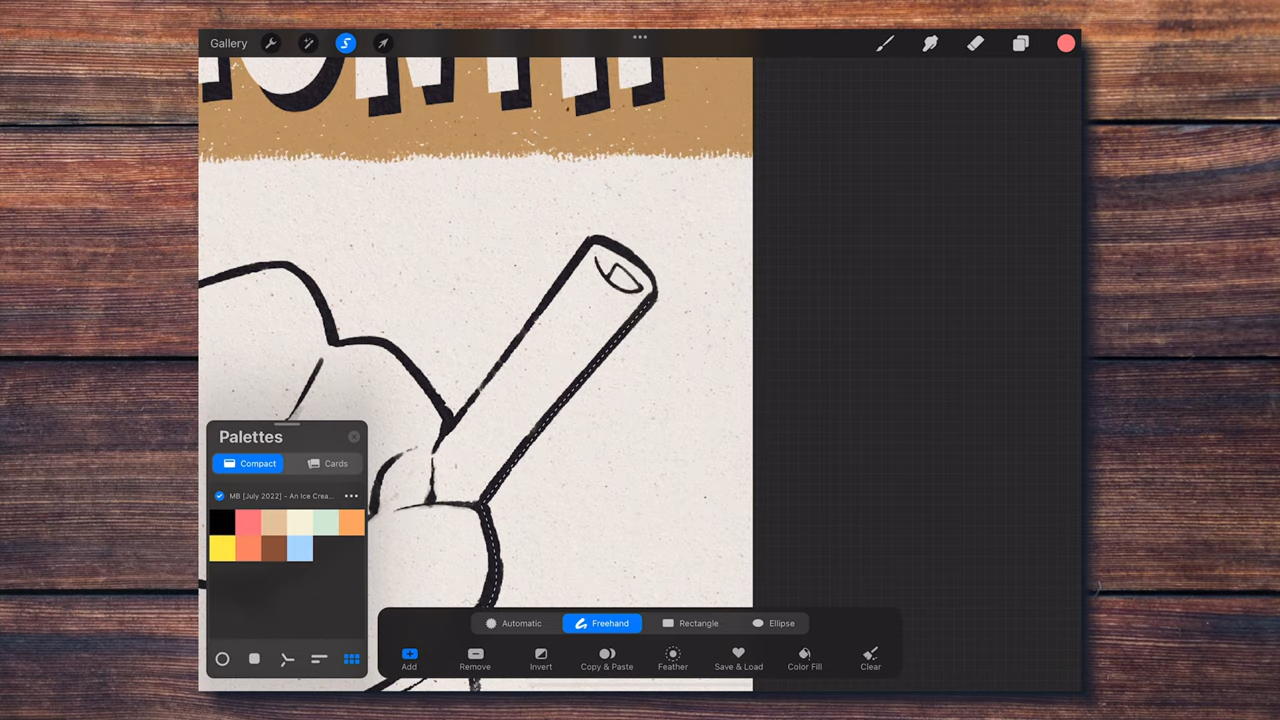 Gallery
Palettes
Compact
Cards
MB [July 2022] - An Ice Crea...
Automatic
Freehand
Rectangle
Ellipse
Add
Remove
Invert
Copy & Paste
Feather
Save & Load
Color Fill
Clear